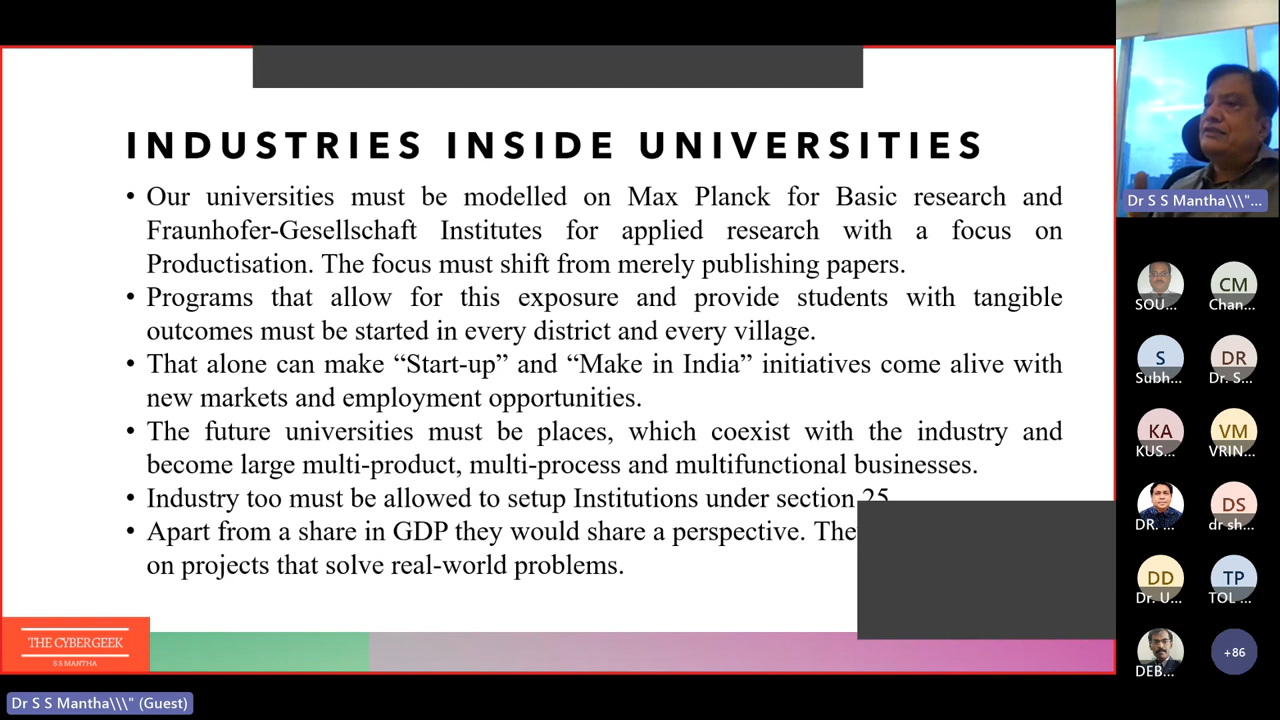 INDUSTRIES INSIDE UNIVERSITIES
• Our universities must be modelled on Max Planck for Basic research and
Fraunhofer-Gesellschaft Institutes for applied research with a focus on
Productisation. The focus must shift from merely publishing papers.
• Programs that allow for this exposure and provide students with tangible
outcomes must be started in every district and every village.
• That alone can make “Start-up” and “Make in India” initiatives come alive with
new markets and employment opportunities.
• The future universities must be places, which coexist with the industry and
become large multi-product, multi-process and multifunctional businesses.
• Industry too must be allowed to setup Institutions under section 25
• Apart from a share in GDP they would share a perspective. The
on projects that solve real-world problems.
THE CYBERGEEK
S S MANTHA
Dr S S Mantha\\\" (Guest)
Dr S S Mantha\\\"...
SOU...
CM
Chan...
S
Subh...
DR
Dr. S...
KA
KUS...
VM
VRIN...
DR. ...
DS
dr sh...
DD
Dr. U...
TP
TOL ...
DEB...
+86